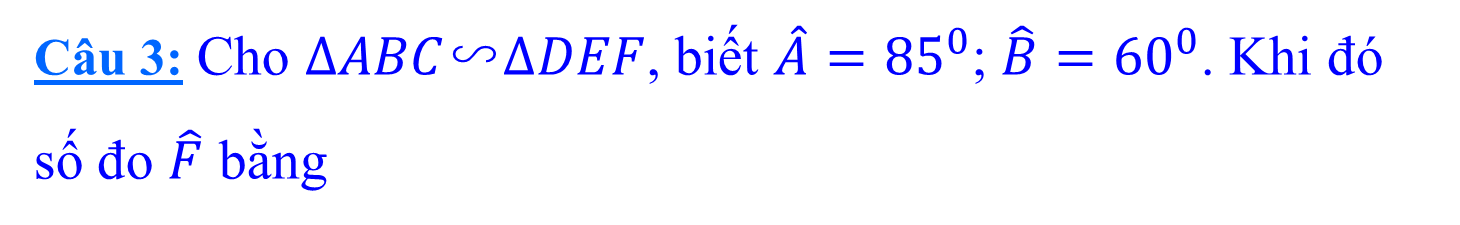 Câu 3: Cho ΔABC∽ΔDEF, biết Â = 85⁰; B̂ = 60⁰. Khi đó
số đo F̂ bằng